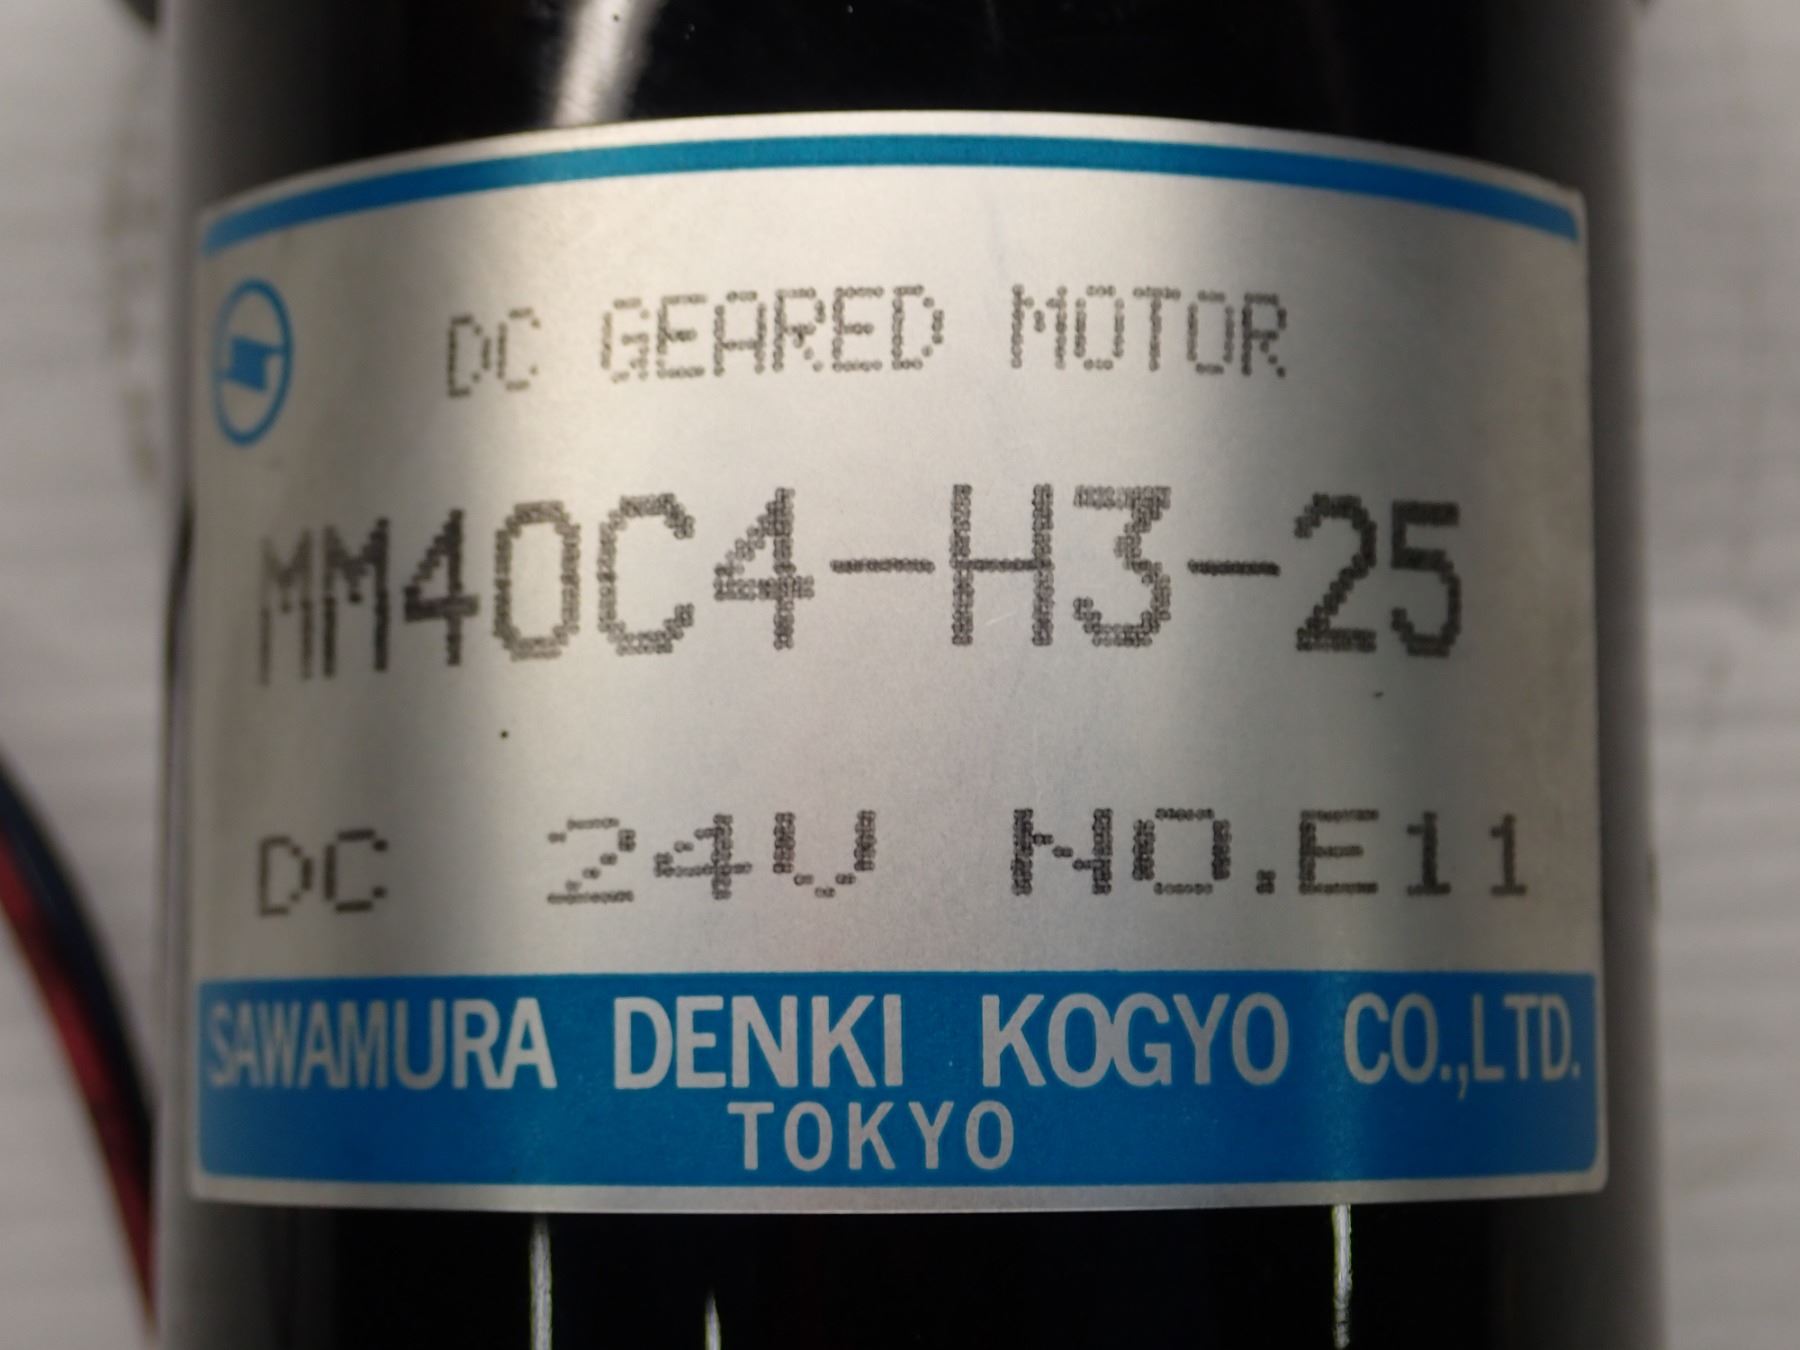 DC GEARED MOTOR
MM40C4-H3-25
DC 24V NO.E11
SAWAMURA DENKI KOGYO CO.,LTD.
TOKYO